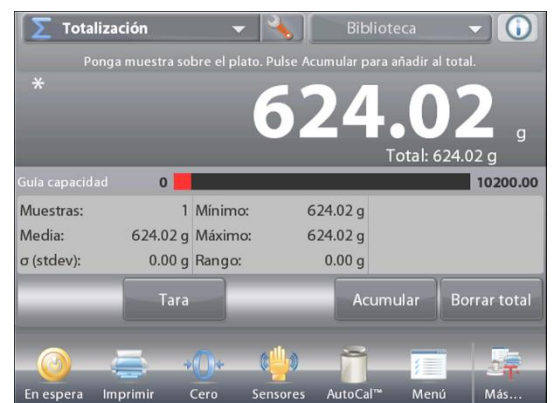 Σ Totalización Biblioteca
Ponga muestra sobre el plato. Pulse Acumular para añadir al total.
*
624.02 g
Total: 624.02 g
Guía capacidad 0 10200.00
Muestras: 1 Mínimo: 624.02 g
Media: 624.02 g Máximo: 624.02 g
σ (stdev): 0.00 g Rango: 0.00 g
Tara Acumular Borrar total
En espera Imprimir Cero Sensores AutoCal™ Menú Más...